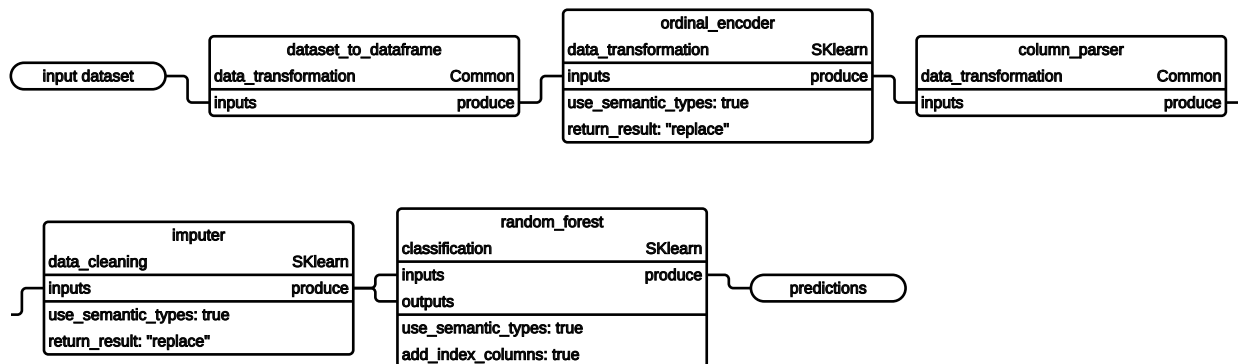 input dataset
dataset_to_dataframe
data_transformation Common
inputs produce
ordinal_encoder
data_transformation SKlearn
inputs produce
use_semantic_types: true
return_result: "replace"
column_parser
data_transformation Common
inputs produce
imputer
data_cleaning SKlearn
inputs produce
use_semantic_types: true
return_result: "replace"
random_forest
classification SKlearn
inputs produce
outputs
use_semantic_types: true
add_index_columns: true
predictions